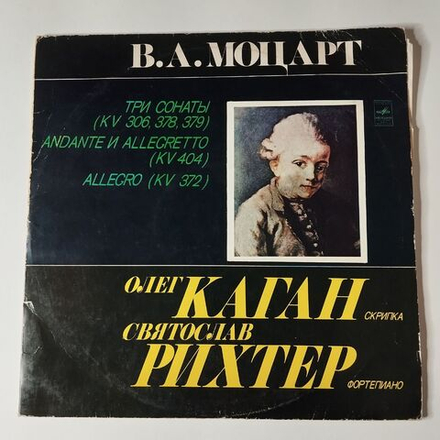 В.А.МОЦАРТ
ТРИ СОНАТЫ
(KV 306, 378, 379)
ANDANTE И ALLEGRETTO
(KV 404)
ALLEGRO (KV 372)
ОЛЕГ
КАГАН
СКРИПКА
СВЯТОСЛАВ
РИХТЕР
ФОРТЕПИАНО